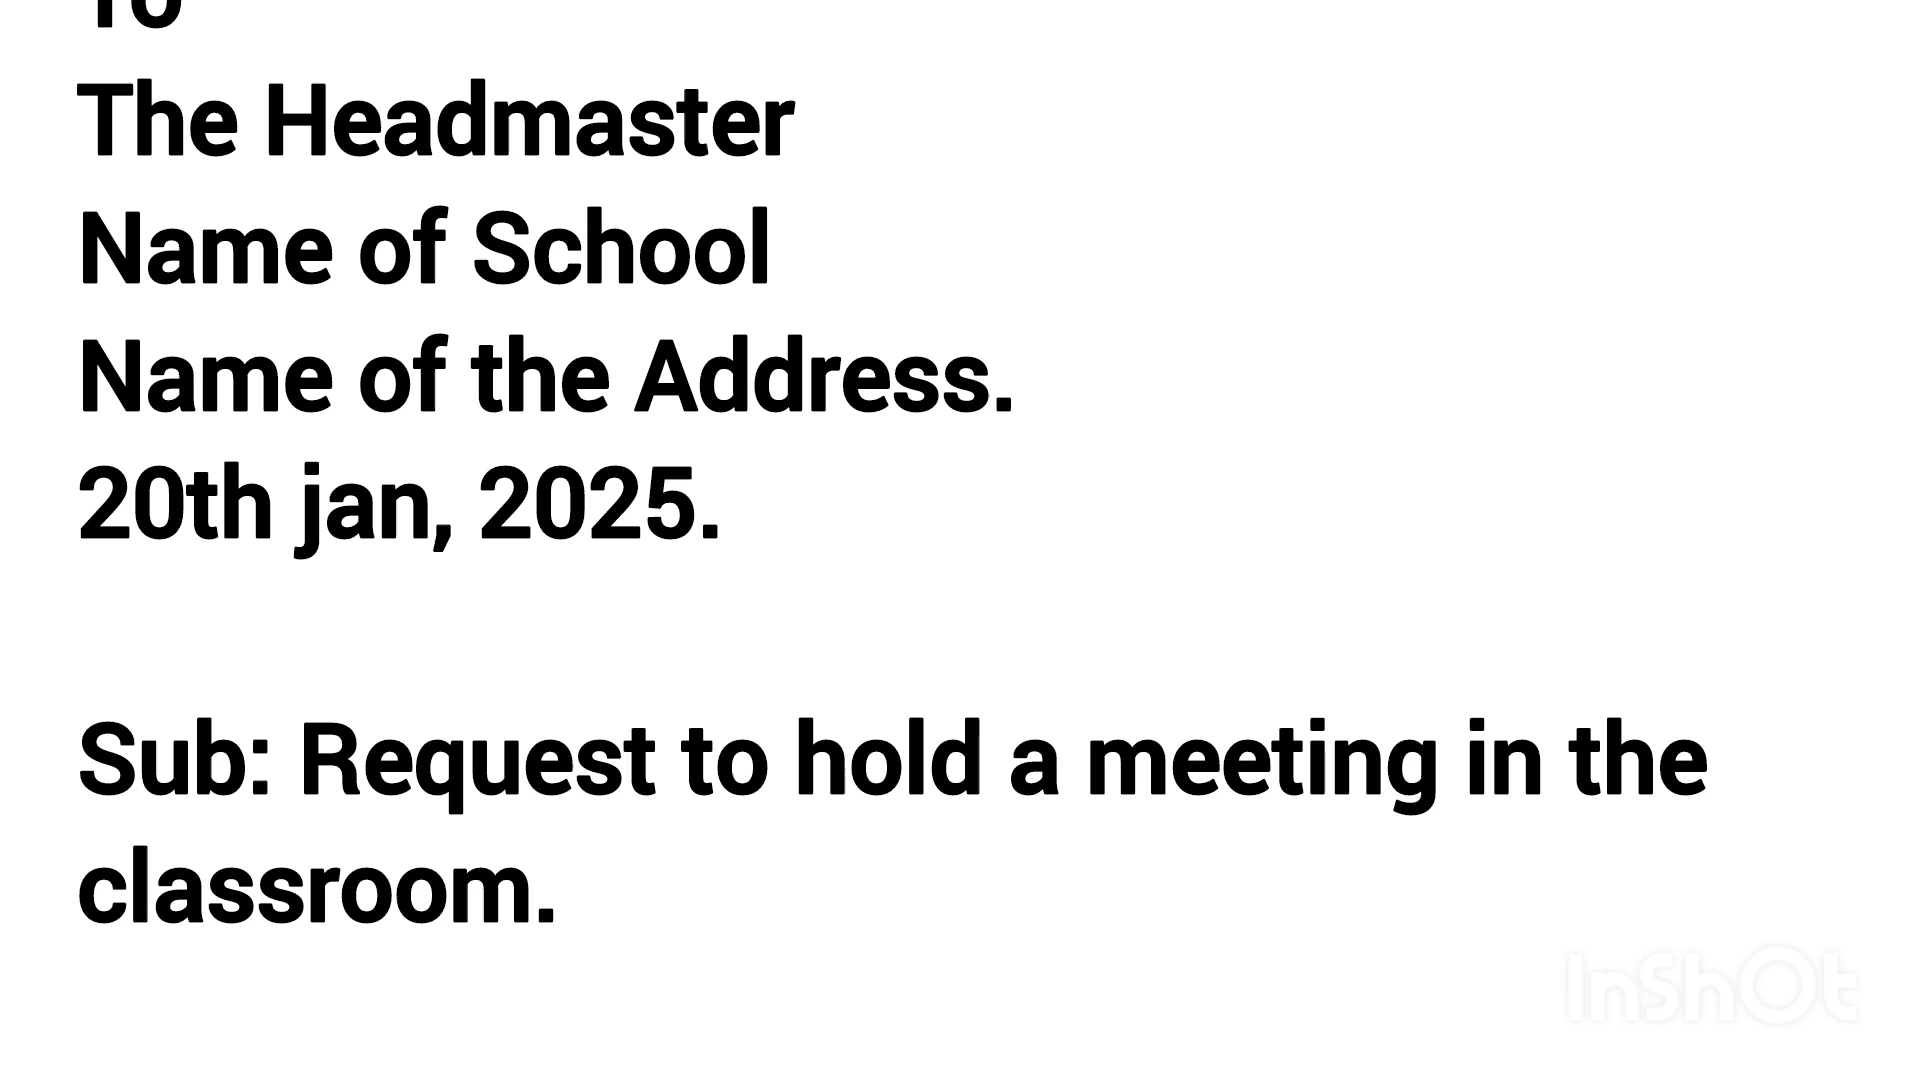 To
The Headmaster
Name of School
Name of the Address.
20th jan, 2025.
Sub: Request to hold a meeting in the
classroom.
InShOt